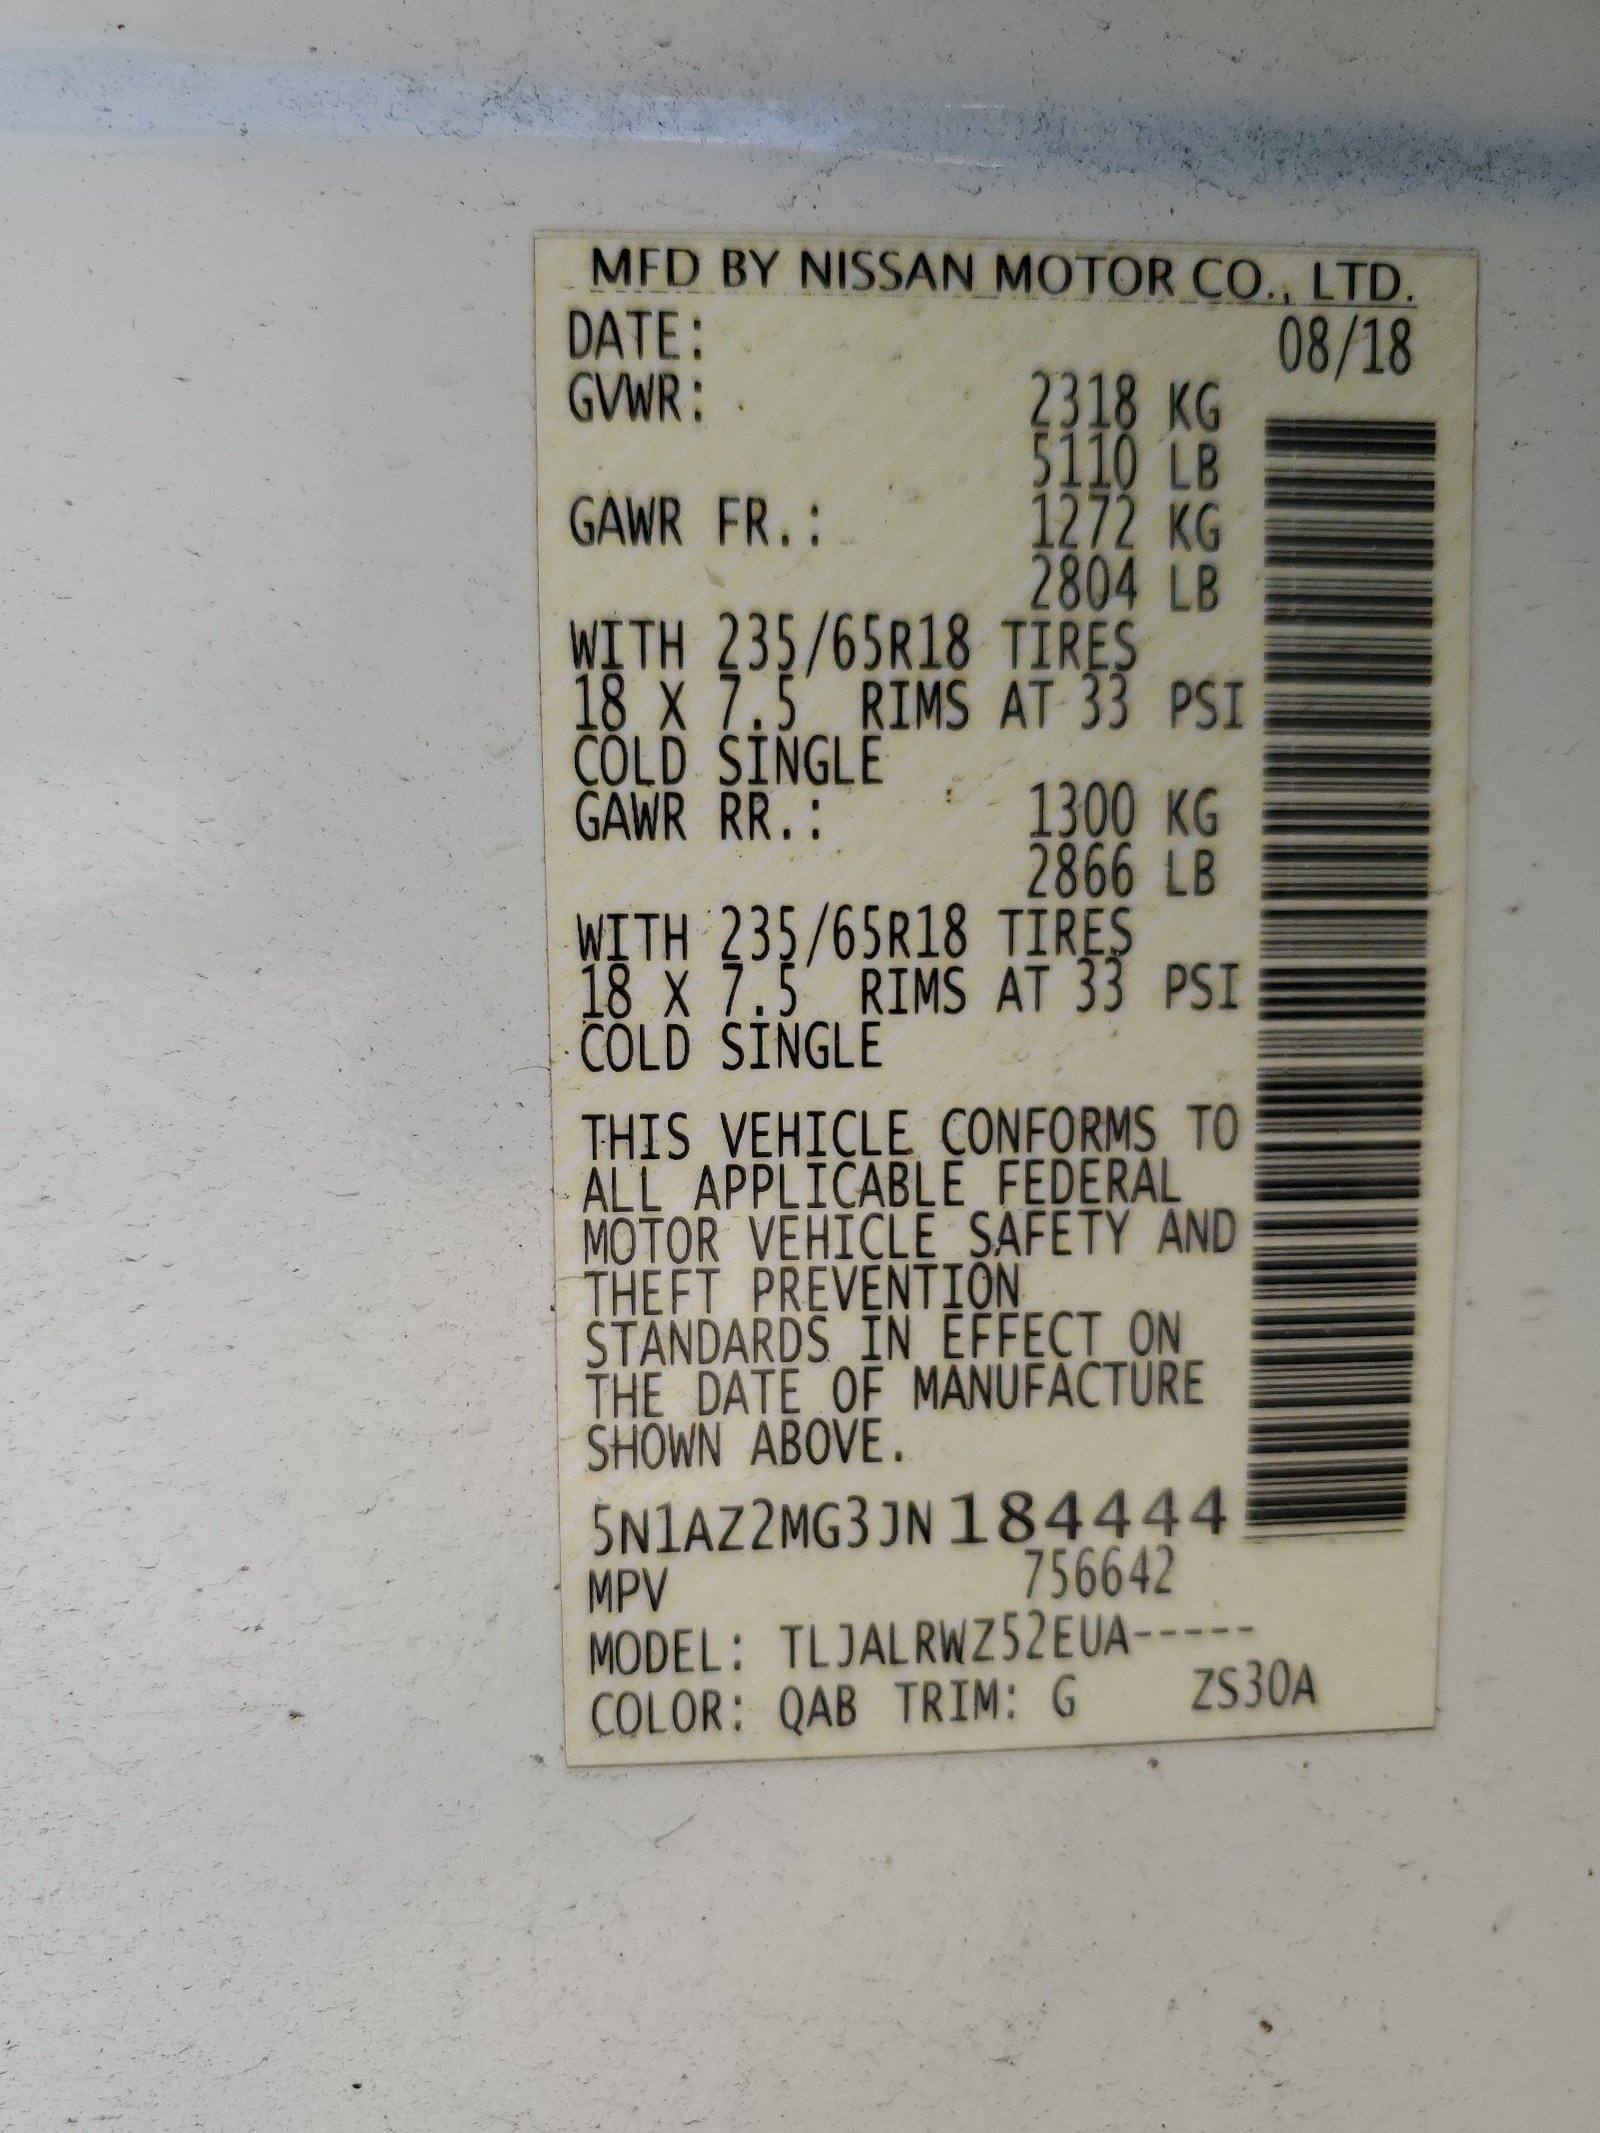 MFD BY NISSAN MOTOR CO., LTD.
DATE: 08/18
GVWR: 2318 KG
5110 LB
GAWR FR.: 1272 KG
2804 LB
WITH 235/65R18 TIRES
18 X 7.5 RIMS AT 33 PSI
COLD SINGLE
GAWR RR.: 1300 KG
2866 LB
WITH 235/65R18 TIRES
18 X 7.5 RIMS AT 33 PSI
COLD SINGLE
THIS VEHICLE CONFORMS TO
ALL APPLICABLE FEDERAL
MOTOR VEHICLE SAFETY AND
THEFT PREVENTION
STANDARDS IN EFFECT ON
THE DATE OF MANUFACTURE
SHOWN ABOVE.
5N1AZ2MG3JN184444
MPV 756642
MODEL: TLJALRWZ52EUA-----
COLOR: QAB TRIM: G ZS30A